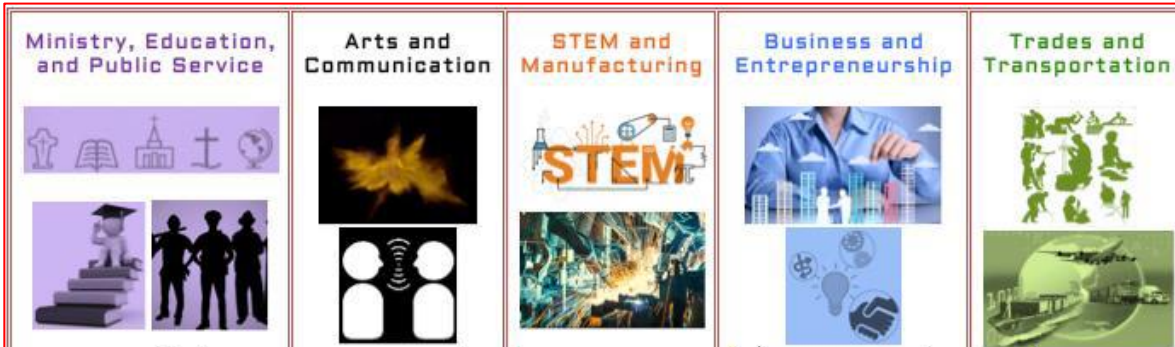 Ministry, Education,
and Public Service
Arts and
Communication
STEM and
Manufacturing
STEM
Business and
Entrepreneurship
Trades and
Transportation